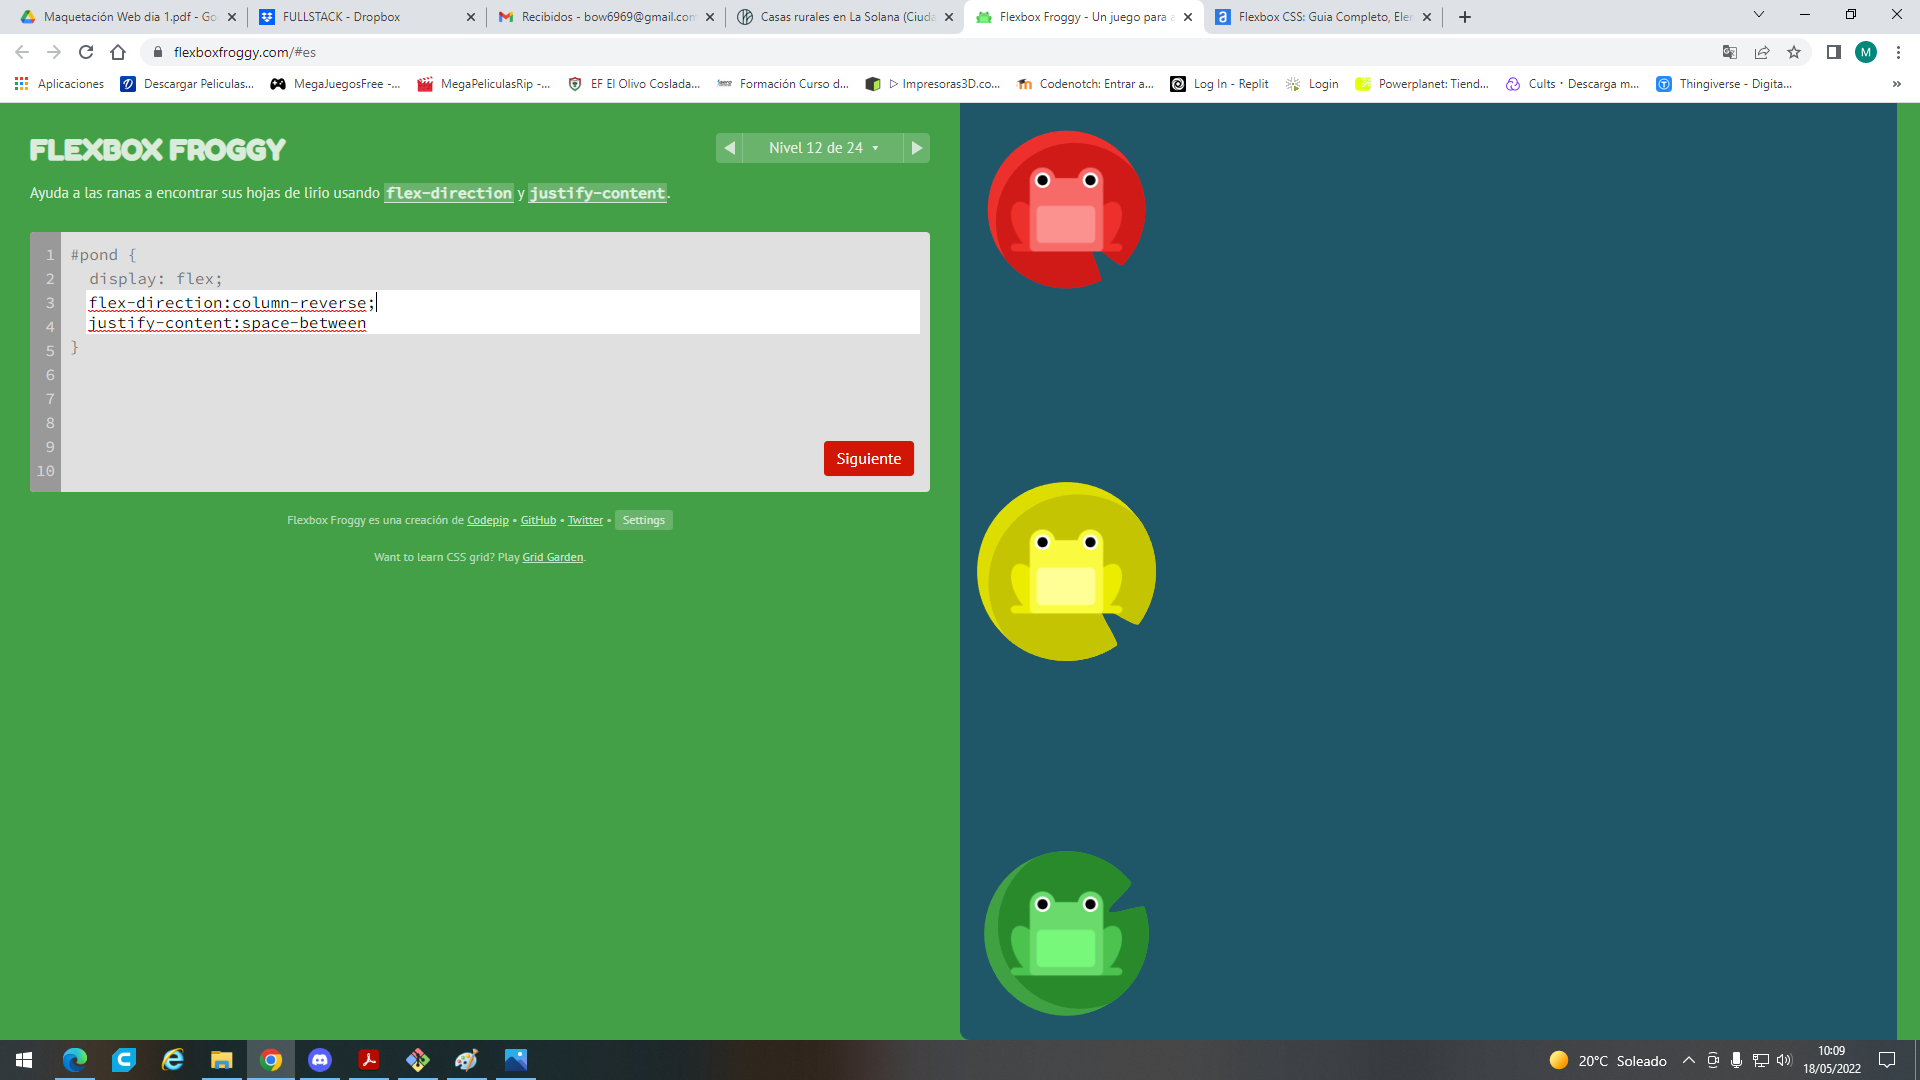 Maquetación Web dia 1.pdf - Go
FULLSTACK - Dropbox
Recibidos - bow6969@gmail.com
Casas rurales en La Solana (Ciuda
Flexbox Froggy - Un juego para a
Flexbox CSS: Guia Completo, Eler
flexboxfroggy.com/#es
M
Aplicaciones
Descargar Peliculas...
MegaJuegosFree -...
MegaPeliculasRip -...
EF El Olivo Coslada...
Formación Curso d...
▷ Impresoras3D.co...
Codenotch: Entrar a...
Log In - Replit
Login
Powerplanet: Tiend...
Cults・Descarga m...
Thingiverse - Digita...
»
FLEXBOX FROGGY
Nivel 12 de 24
Ayuda a las ranas a encontrar sus hojas de lirio usando flex-direction y justify-content.
1 #pond {
2 display: flex;
3 flex-direction:column-reverse;
4 justify-content:space-between
5 }
6
7
8
9
10
Siguiente
Flexbox Froggy es una creación de Codepip • GitHub • Twitter • Settings
Want to learn CSS grid? Play Grid Garden.
20°C Soleado
10:09
18/05/2022